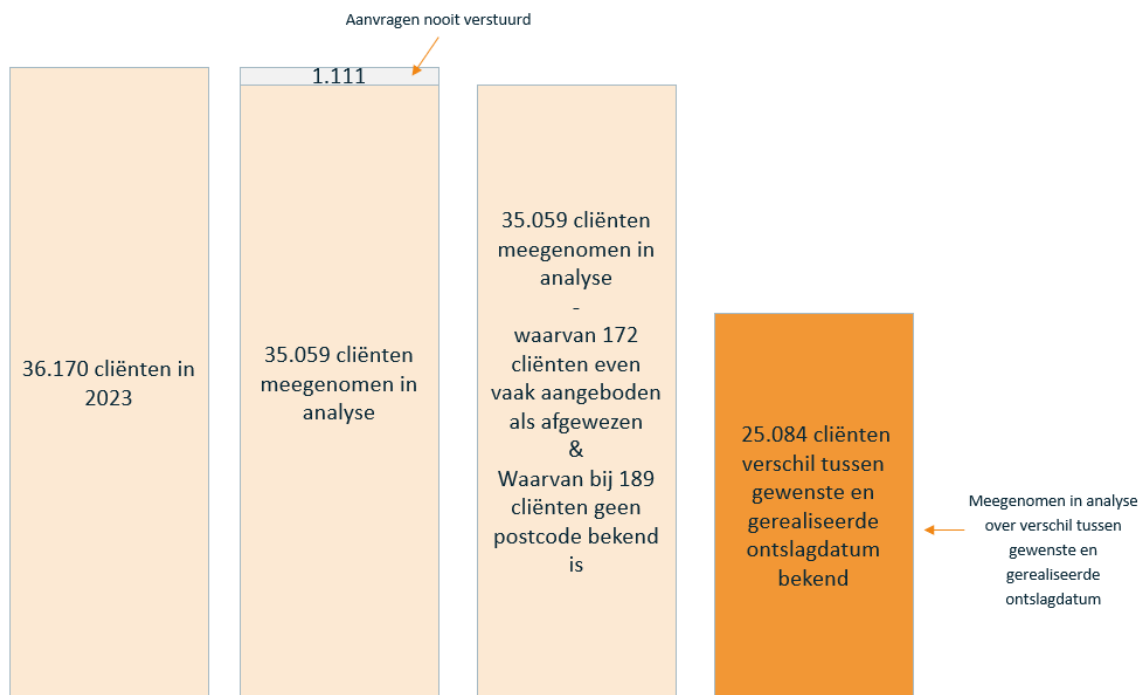 Aanvragen nooit verstuurd
1.111
36.170 cliënten in
2023
35.059 cliënten
meegenomen in
analyse
35.059 cliënten
meegenomen in
analyse
-
waarvan 172
cliënten even
vaak aangeboden
als afgewezen
&
Waarvan bij 189
cliënten geen
postcode bekend
is
25.084 cliënten
verschil tussen
gewenste en
gerealiseerde
ontslagdatum
bekend
Meegenomen in analyse
over verschil tussen
gewenste en
gerealiseerde
ontslagdatum